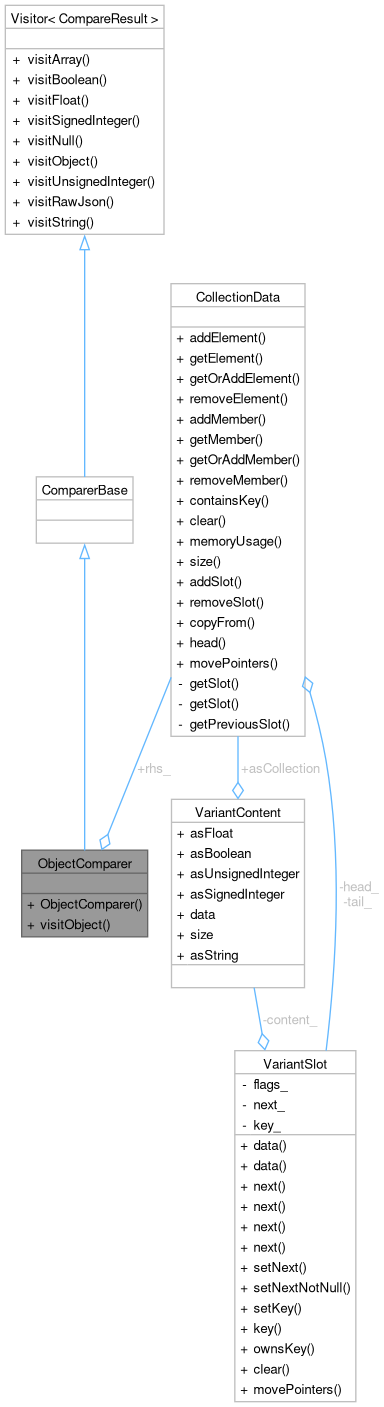 Visitor< CompareResult >
+ visitArray()
+ visitBoolean()
+ visitFloat()
+ visitSignedInteger()
+ visitNull()
+ visitObject()
+ visitUnsignedInteger()
+ visitRawJson()
+ visitString()
CollectionData
+ addElement()
+ getElement()
+ getOrAddElement()
+ removeElement()
+ addMember()
+ getMember()
+ getOrAddMember()
+ removeMember()
+ containsKey()
+ clear()
+ memoryUsage()
+ size()
+ addSlot()
+ removeSlot()
+ copyFrom()
+ head()
+ movePointers()
- getSlot()
- getSlot()
- getPreviousSlot()
ComparerBase
+rhs_
+asCollection
VariantContent
+ asFloat
+ asBoolean
+ asUnsignedInteger
+ asSignedInteger
+ data
+ size
+ asString
ObjectComparer
+ ObjectComparer()
+ visitObject()
-head_
-tail_
-content_
VariantSlot
- flags_
- next_
- key_
+ data()
+ data()
+ next()
+ next()
+ next()
+ next()
+ setNext()
+ setNextNotNull()
+ setKey()
+ key()
+ ownsKey()
+ clear()
+ movePointers()